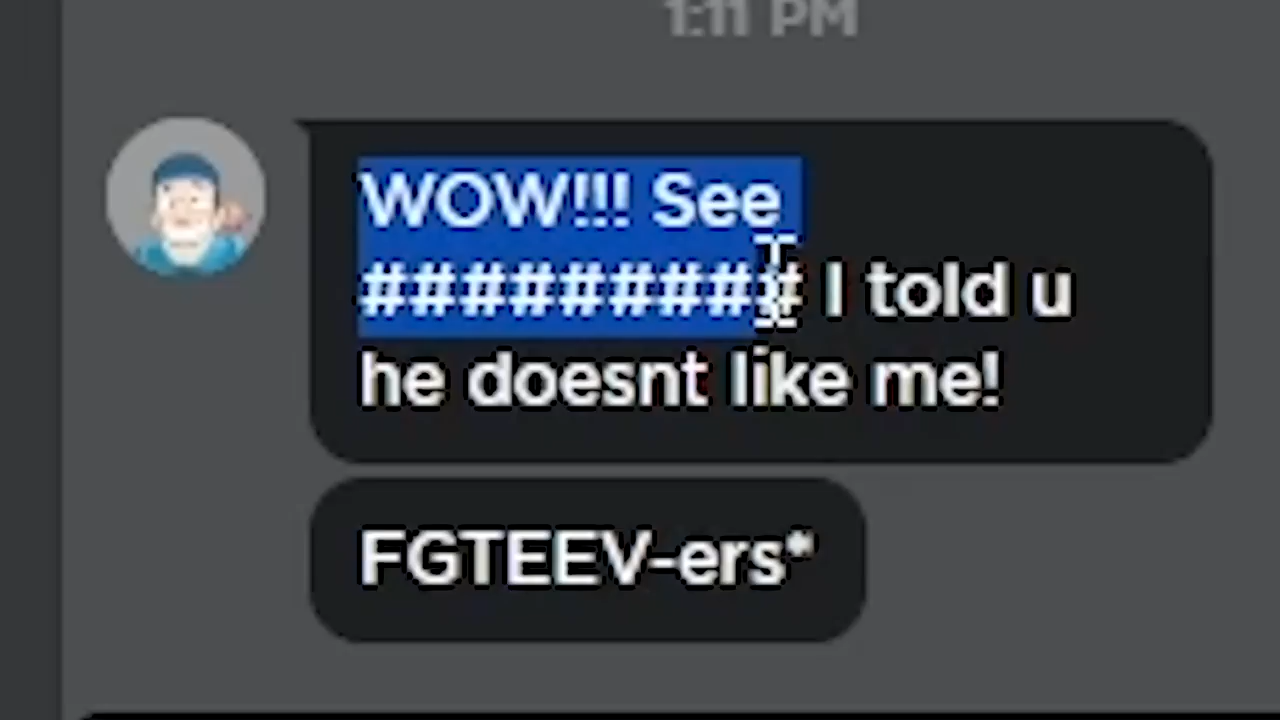 1:11 PM
WOW!!! See
######### I told u
he doesnt like me!
FGTEEV-ers*